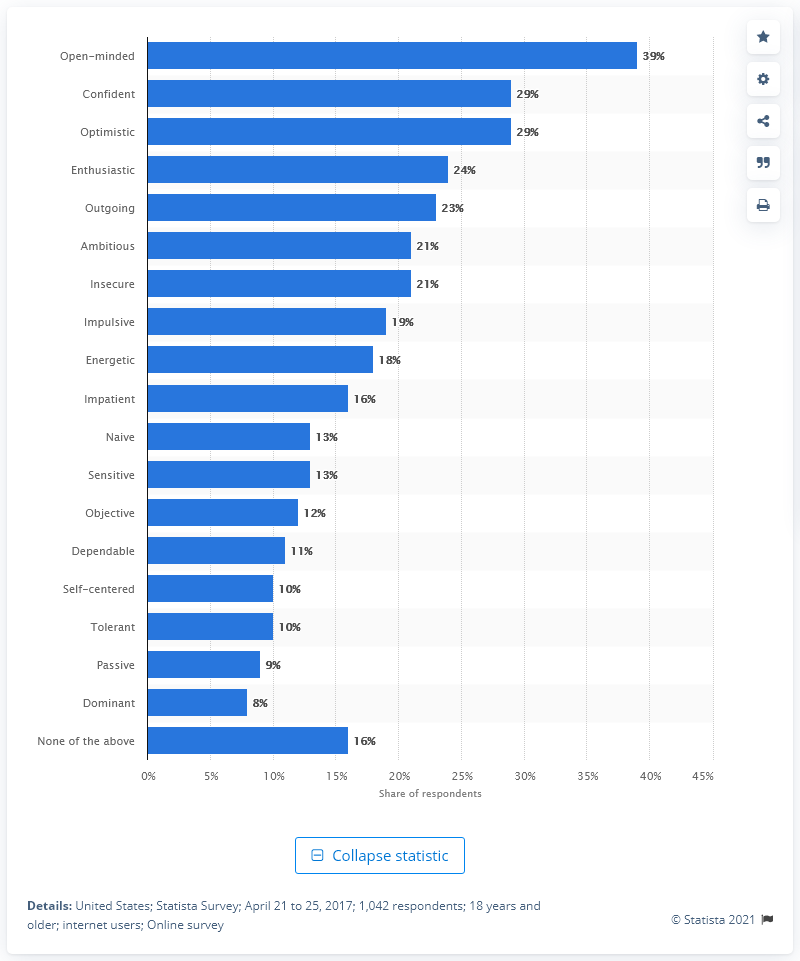 Open-minded 39%
Confident 29%
Optimistic 29%
Enthusiastic 24%
Outgoing 23%
Ambitious 21%
Insecure 21%
Impulsive 19%
Energetic 18%
Impatient 16%
Naive 13%
Sensitive 13%
Objective 12%
Dependable 11%
Self-centered 10%
Tolerant 10%
Passive 9%
Dominant 8%
None of the above 16%
0% 5% 10% 15% 20% 25% 30% 35% 40% 45%
Share of respondents
Collapse statistic
Details: United States; Statista Survey; April 21 to 25, 2017; 1,042 respondents; 18 years and
older; internet users; Online survey
© Statista 2021